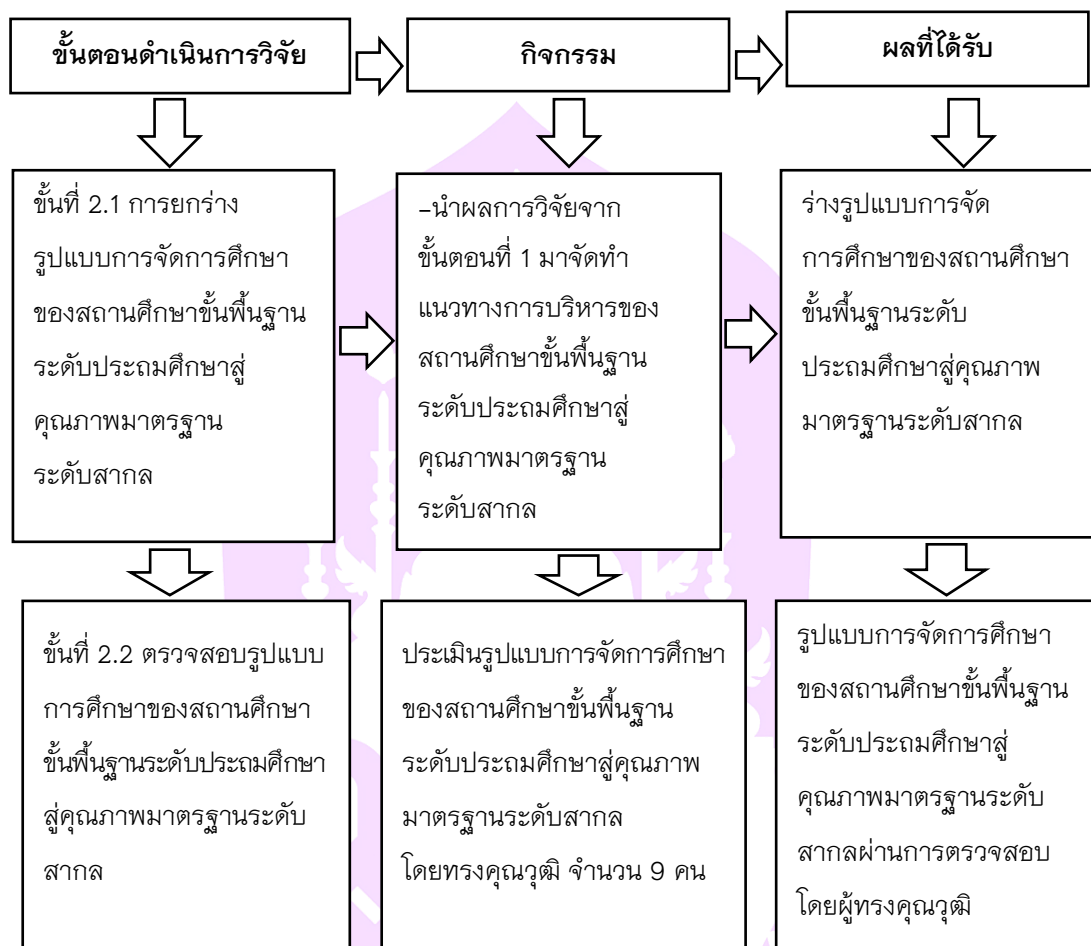 ขั้นตอนดำเนินการวิจัย
กิจกรรม
ผลที่ได้รับ
ขั้นที่ 2.1 การยกร่าง
รูปแบบการจัดการศึกษา
ของสถานศึกษาขั้นพื้นฐาน
ระดับประถมศึกษาสู่
คุณภาพมาตรฐาน
ระดับสากล
-นำผลการวิจัยจาก
ขั้นตอนที่ 1 มาจัดทำ
แนวทางการบริหารของ
สถานศึกษาขั้นพื้นฐาน
ระดับประถมศึกษาสู่
คุณภาพมาตรฐาน
ระดับสากล
ร่างรูปแบบการจัด
การศึกษาของสถานศึกษา
ขั้นพื้นฐานระดับ
ประถมศึกษาสู่คุณภาพ
มาตรฐานระดับสากล
ขั้นที่ 2.2 ตรวจสอบรูปแบบ
การศึกษาของสถานศึกษา
ขั้นพื้นฐานระดับประถมศึกษา
สู่คุณภาพมาตรฐานระดับ
สากล
ประเมินรูปแบบการจัดการศึกษา
ของสถานศึกษาขั้นพื้นฐาน
ระดับประถมศึกษาสู่คุณภาพ
มาตรฐานระดับสากล
โดยทรงคุณวุฒิ จำนวน 9 คน
รูปแบบการจัดการศึกษา
ของสถานศึกษาขั้นพื้นฐาน
ระดับประถมศึกษาสู่
คุณภาพมาตรฐานระดับ
สากลผ่านการตรวจสอบ
โดยผู้ทรงคุณวุฒิ